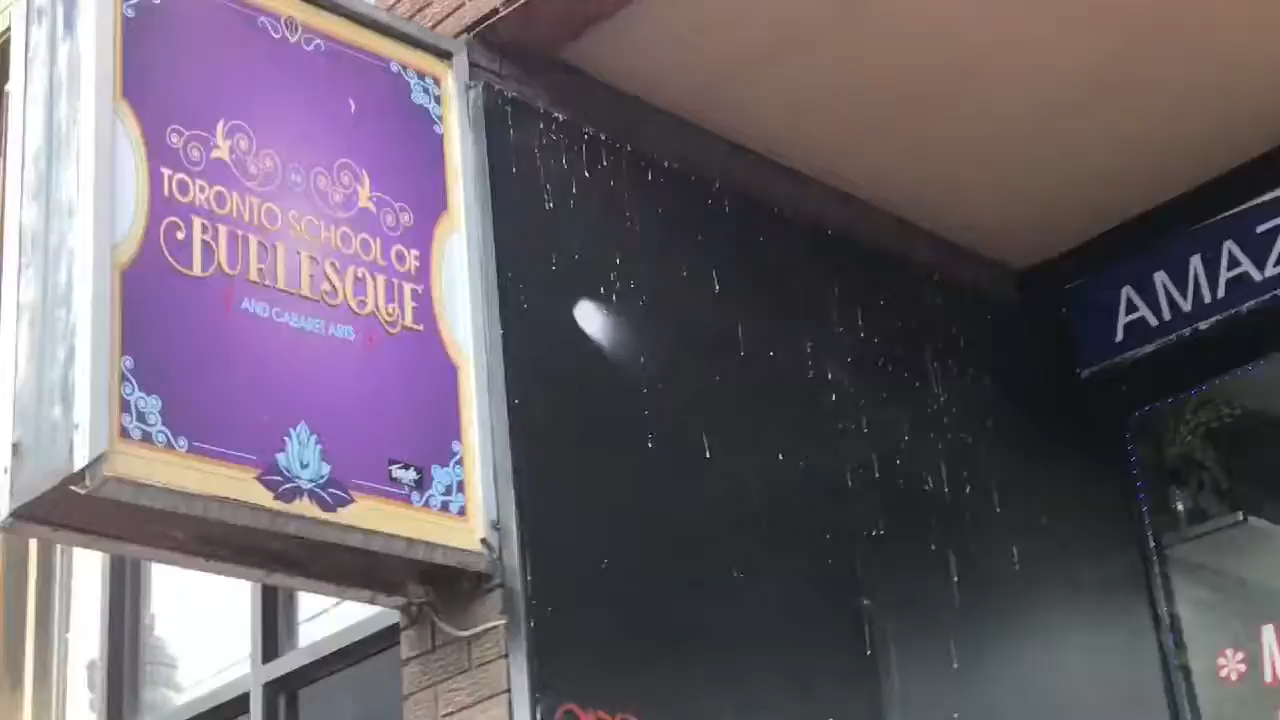 TORONTO SCHOOL OF
BURLESQUE
AND CABARET ARTS
AMAZ
* M